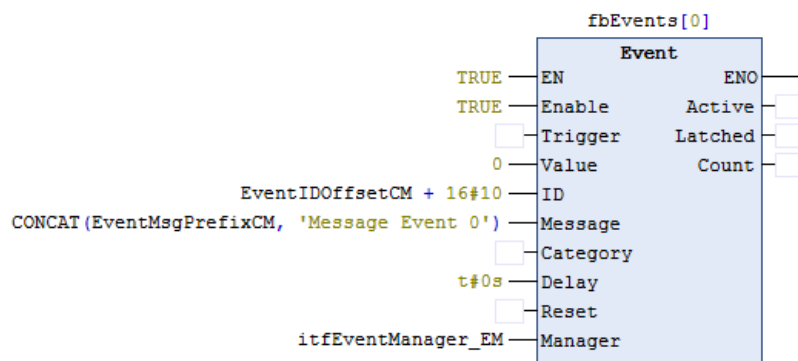 fbEvents[0]
Event
TRUE EN ENO
TRUE Enable Active
Trigger Latched
0 Value Count
EventIDOffsetCM + 16#10 ID
CONCAT(EventMsgPrefixCM, 'Message Event 0') Message
Category
t#0s Delay
Reset
itfEventManager_EM Manager